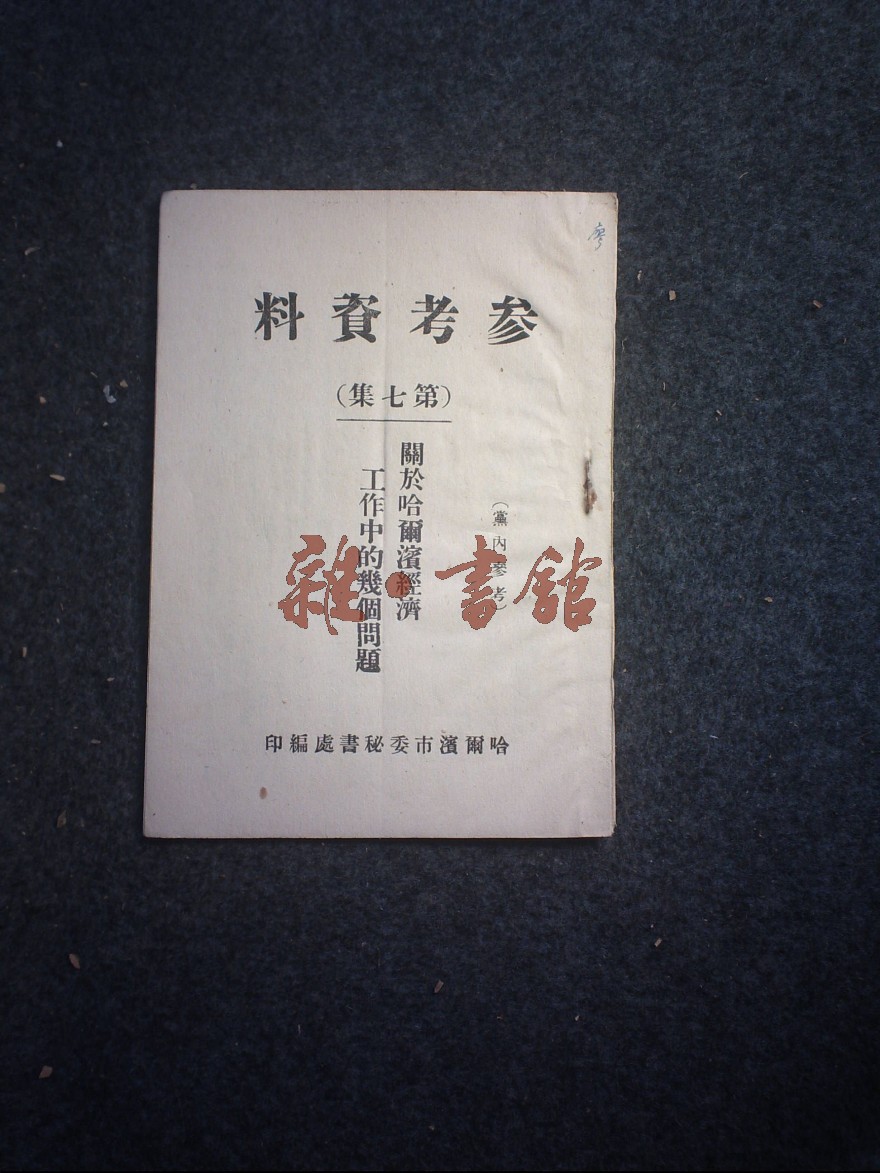 廖
参考資料
（第七集）
（黨內參考）
關於哈爾濱經濟
工作中的幾個問題
哈爾濱市委秘書處編印
雜·書館